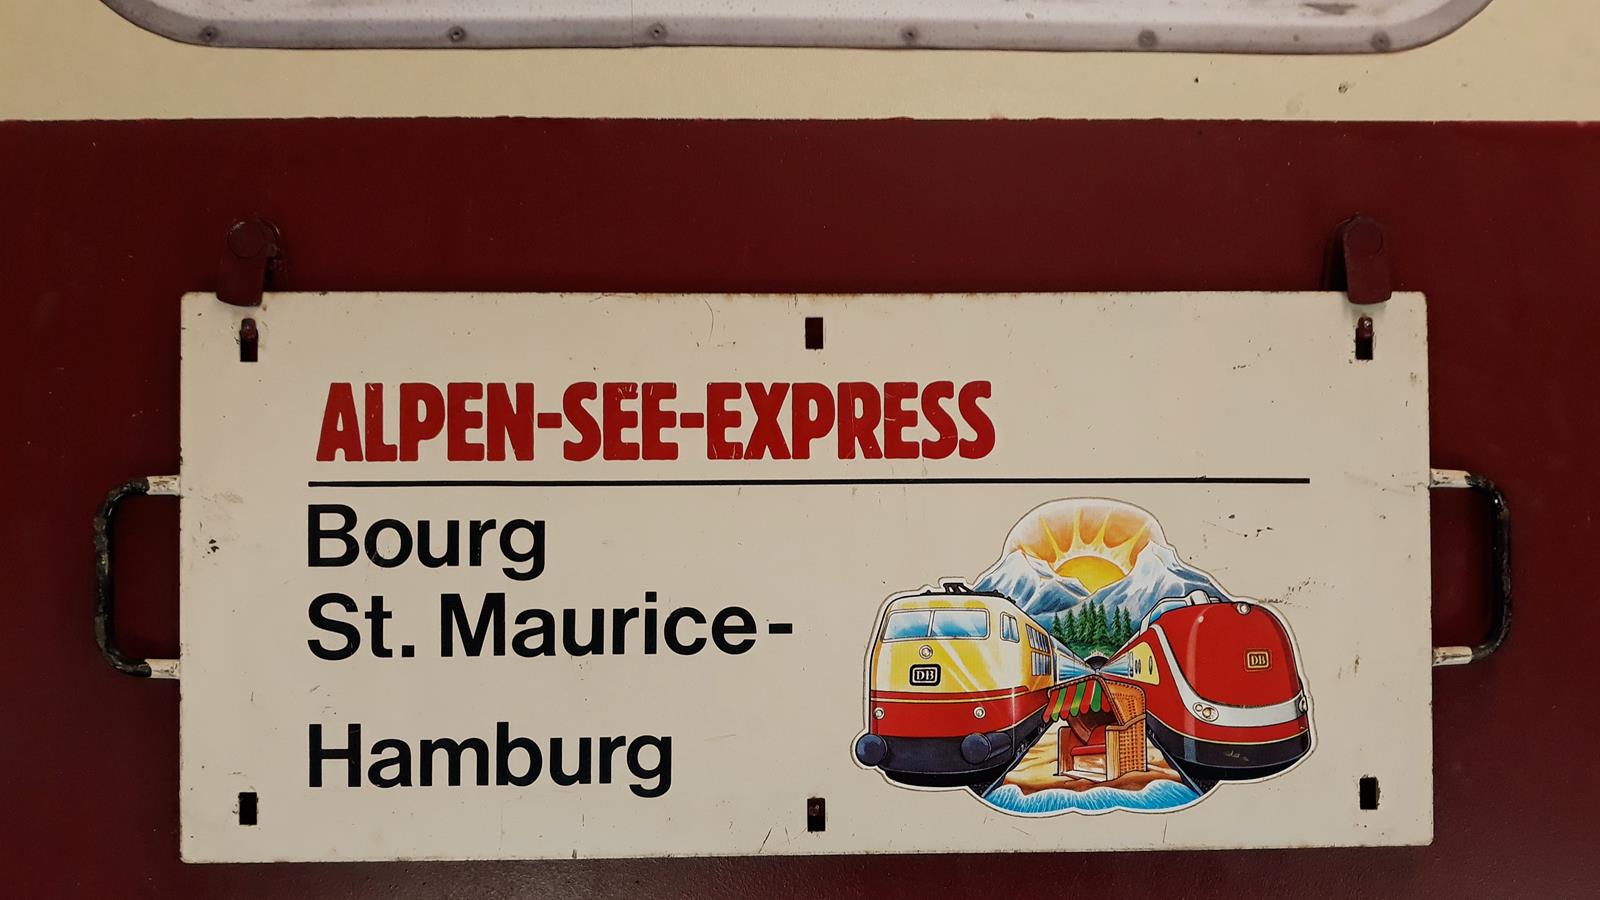 ALPEN-SEE-EXPRESS
Bourg
St. Maurice-
Hamburg
DB
DB